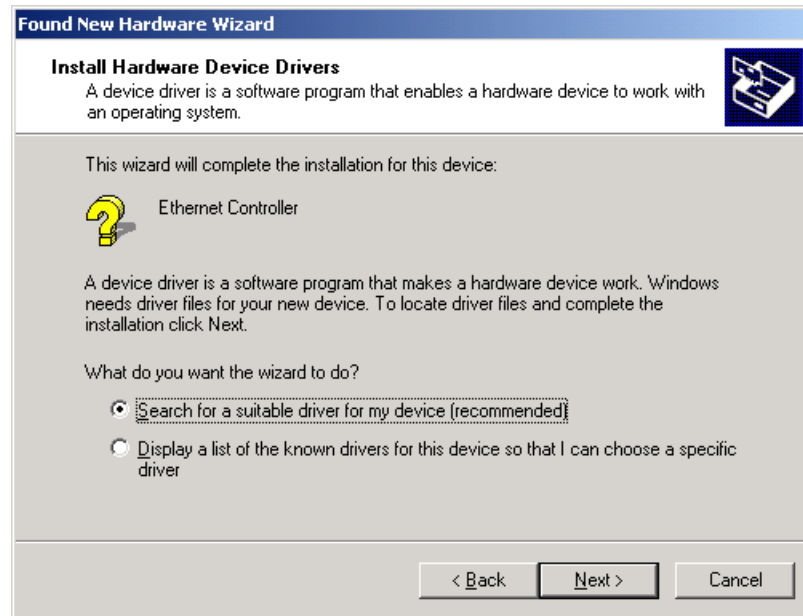 Found New Hardware Wizard
Install Hardware Device Drivers
A device driver is a software program that enables a hardware device to work with
an operating system.
This wizard will complete the installation for this device:
Ethernet Controller
A device driver is a software program that makes a hardware device work. Windows
needs driver files for your new device. To locate driver files and complete the
installation click Next.
What do you want the wizard to do?
Search for a suitable driver for my device (recommended)
Display a list of the known drivers for this device so that I can choose a specific
driver
< Back Next > Cancel